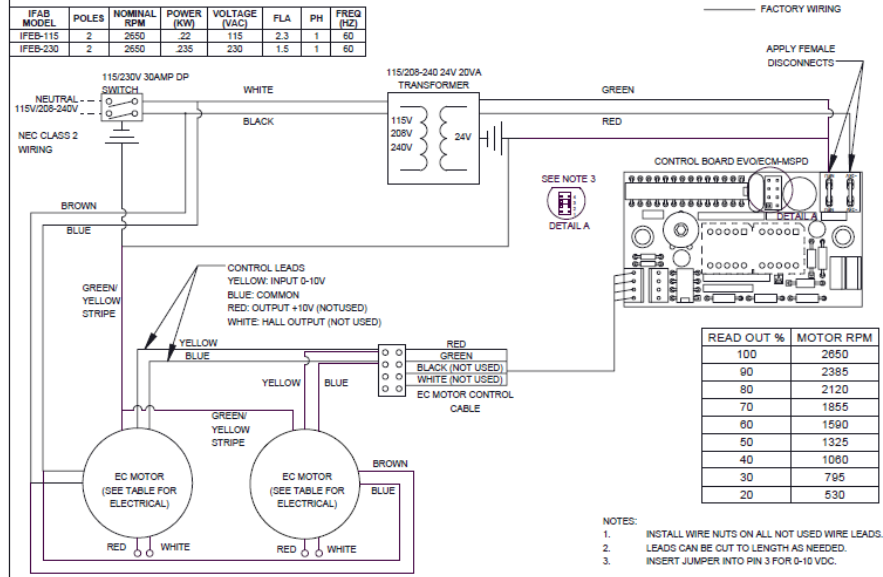 IFAB MODEL POLES NOMINAL RPM POWER (KW) VOLTAGE (VAC) FLA PH FREQ (HZ)
IFEB-115 2 2650 .22 115 2.3 1 60
IFEB-230 2 2650 .235 230 1.5 1 60
FACTORY WIRING
APPLY FEMALE
DISCONNECTS
115/230V 30AMP DP
SWITCH
NEUTRAL
115V/208-240V
NEC CLASS 2
WIRING
WHITE
BLACK
115/208-240 24V 20VA
TRANSFORMER
115V
208V
240V
24V
GREEN
RED
SEE NOTE 3
DETAIL A
CONTROL BOARD EVO/ECM-MSPD
DETAIL A
BROWN
BLUE
GREEN/
YELLOW
STRIPE
CONTROL LEADS
YELLOW: INPUT 0-10V
BLUE: COMMON
RED: OUTPUT +10V (NOTUSED)
WHITE: HALL OUTPUT (NOT USED)
YELLOW
BLUE
YELLOW
BLUE
RED
GREEN
BLACK (NOT USED)
WHITE (NOT USED)
EC MOTOR CONTROL
CABLE
GREEN/
YELLOW
STRIPE
EC MOTOR
(SEE TABLE FOR
ELECTRICAL)
RED WHITE
EC MOTOR
(SEE TABLE FOR
ELECTRICAL)
RED WHITE
BROWN
BLUE
READ OUT % MOTOR RPM
100 2650
90 2385
80 2120
70 1855
60 1590
50 1325
40 1060
30 795
20 530
NOTES:
1. INSTALL WIRE NUTS ON ALL NOT USED WIRE LEADS.
2. LEADS CAN BE CUT TO LENGTH AS NEEDED.
3. INSERT JUMPER INTO PIN 3 FOR 0-10 VDC.